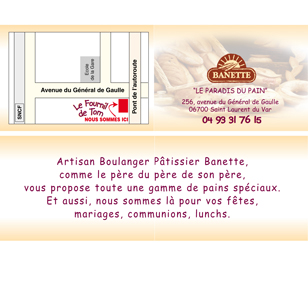 École
de la Gare
Avenue du Général de Gaulle
Pont de l'autoroute
SNCF
Le Fournil
de Tom
NOUS SOMMES ICI
BANETTE
"LE PARADIS DU PAIN"
256, avenue du Général de Gaulle
06700 Saint Laurent du Var
04 93 31 76 15
Artisan Boulanger Pâtissier Banette,
comme le père du père de son père,
vous propose toute une gamme de pains spéciaux.
Et aussi, nous sommes là pour vos fêtes,
mariages, communions, lunchs.